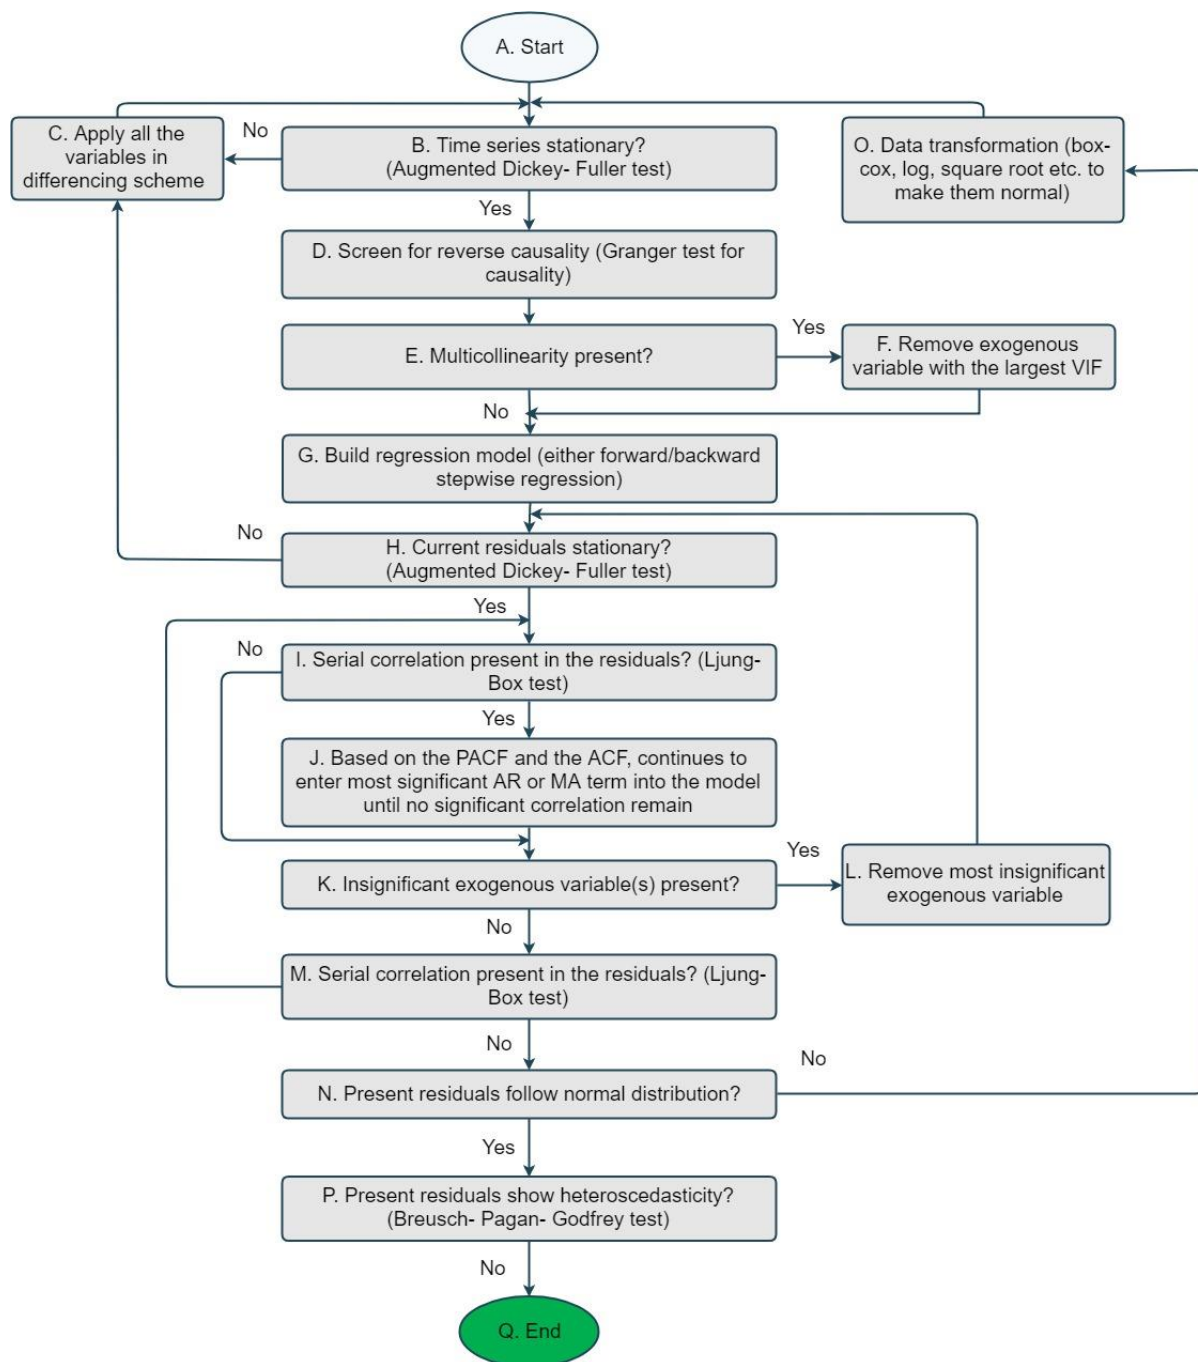 A. Start
C. Apply all the
variables in
differencing scheme
No
B. Time series stationary?
(Augmented Dickey- Fuller test)
O. Data transformation (box-
cox, log, square root etc. to
make them normal)
Yes
D. Screen for reverse causality (Granger test for
causality)
E. Multicollinearity present?
Yes
F. Remove exogenous
variable with the largest VIF
No
G. Build regression model (either forward/backward
stepwise regression)
No
H. Current residuals stationary?
(Augmented Dickey- Fuller test)
Yes
No
I. Serial correlation present in the residuals? (Ljung-
Box test)
Yes
J. Based on the PACF and the ACF, continues to
enter most significant AR or MA term into the model
until no significant correlation remain
K. Insignificant exogenous variable(s) present?
Yes
L. Remove most insignificant
exogenous variable
No
M. Serial correlation present in the residuals? (Ljung-
Box test)
No
N. Present residuals follow normal distribution?
No
Yes
P. Present residuals show heteroscedasticity?
(Breusch- Pagan- Godfrey test)
No
Q. End